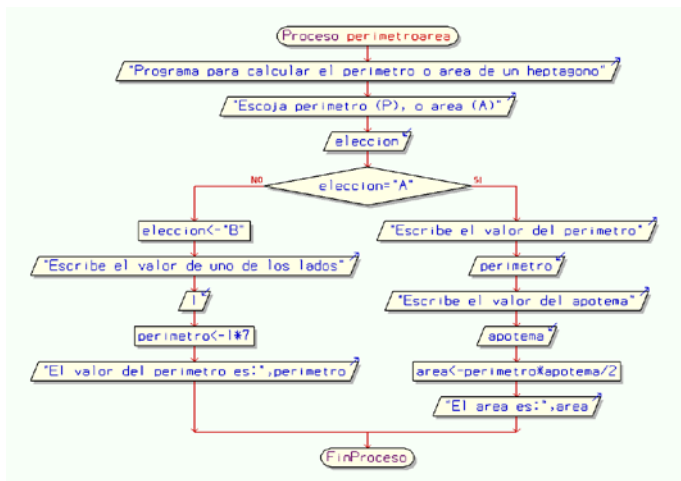 Proceso perimetroarea
"Programa para calcular el perimetro o area de un heptagono"
"Escoja perimetro (P), o area (A)"
eleccion
NO
eleccion="A"
SI
eleccion<-"B"
"Escribe el valor de uno de los lados"
l
perimetro<-l*7
"El valor del perimetro es:",perimetro
"Escribe el valor del perimetro"
perimetro
"Escribe el valor del apotema"
apotema
area<-perimetro*apotema/2
"El area es:",area
FinProceso